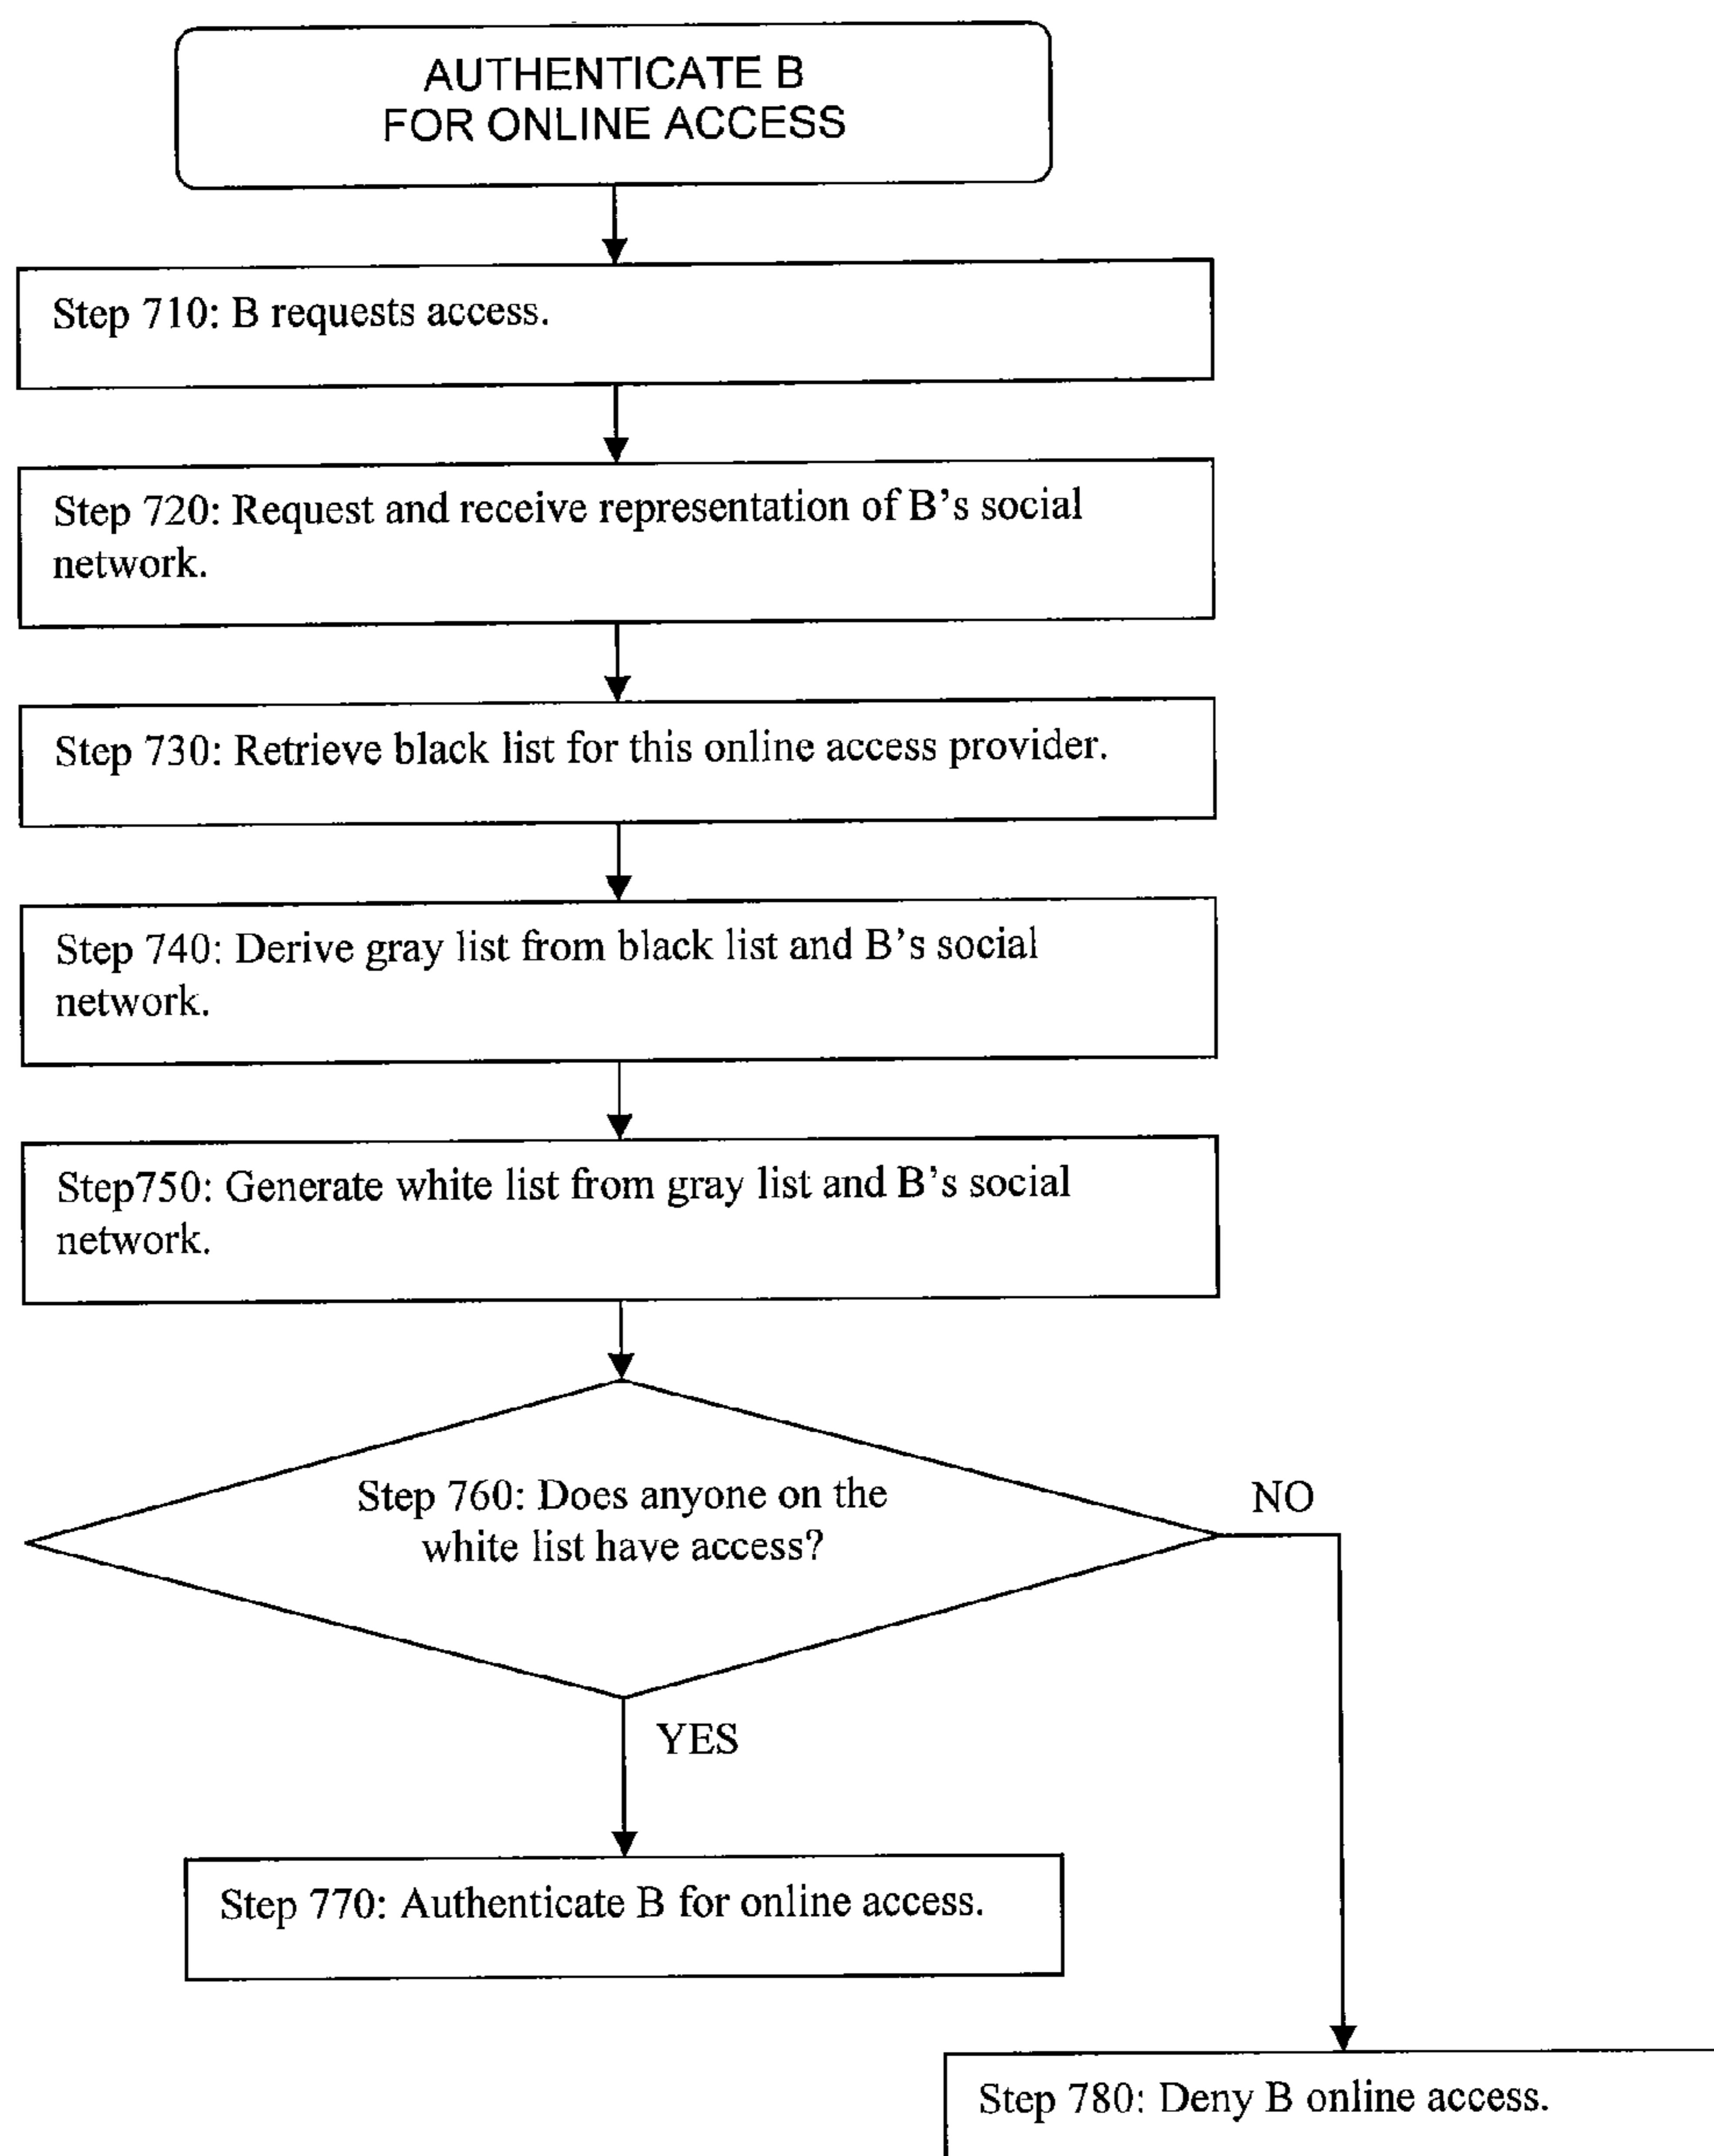 AUTHENTICATE B
FOR ONLINE ACCESS
Step 710: B requests access.
Step 720: Request and receive representation of B's social
network.
Step 730: Retrieve black list for this online access provider.
Step 740: Derive gray list from black list and B's social
network.
Step750: Generate white list from gray list and B's social
network.
Step 760: Does anyone on the
white list have access?
NO
YES
Step 770: Authenticate B for online access.
Step 780: Deny B online access.